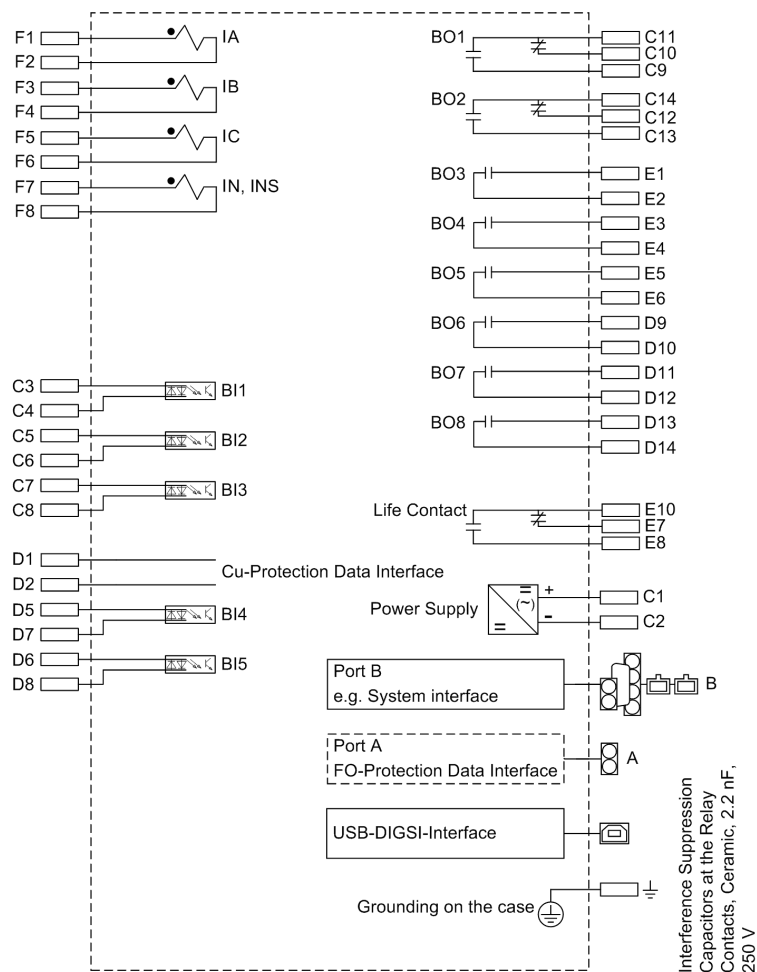 F1
IA
F2
F3
IB
F4
F5
IC
F6
F7
IN, INS
F8
C3
BI1
C4
C5
BI2
C6
C7
BI3
C8
D1
Cu-Protection Data Interface
D2
D5
BI4
D7
D6
BI5
D8
BO1
C11
C10
C9
BO2
C14
C12
C13
BO3
E1
E2
BO4
E3
E4
BO5
E5
E6
BO6
D9
D10
BO7
D11
D12
BO8
D13
D14
Life Contact
E10
E7
E8
Power Supply
=
(~)
=
+
-
C1
C2
Port B
e.g. System interface
B
Port A
FO-Protection Data Interface
A
USB-DIGSI-Interface
Grounding on the case
Interference Suppression
Capacitors at the Relay
Contacts, Ceramic, 2.2 nF,
250 V